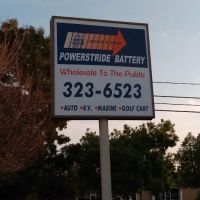 POWERSTRIDE BATTERY
Wholesale To The Public
323-6523
•AUTO •R.V. •MARINE •GOLF CART